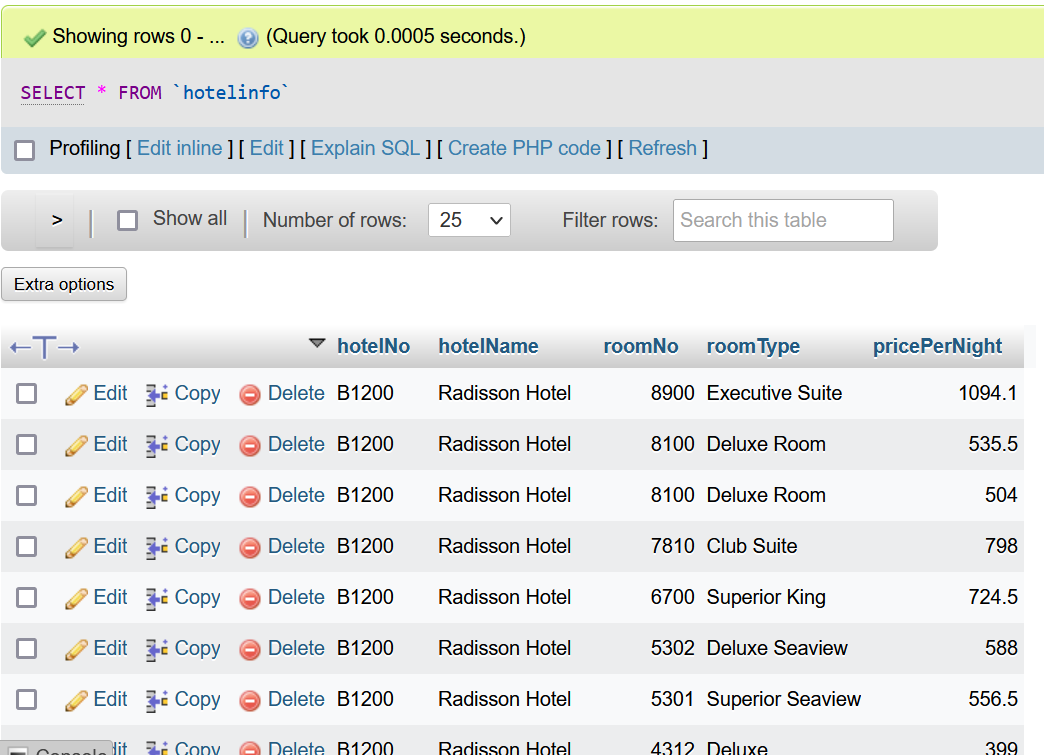 Showing rows 0 - ... (Query took 0.0005 seconds.)
SELECT * FROM `hotelinfo`
Profiling [ Edit inline ] [ Edit ] [ Explain SQL ] [ Create PHP code ] [ Refresh ]
> Show all Number of rows: 25 Filter rows: Search this table
Extra options
←T→ hotelNo hotelName roomNo roomType pricePerNight
Edit Copy Delete B1200 Radisson Hotel 8900 Executive Suite 1094.1
Edit Copy Delete B1200 Radisson Hotel 8100 Deluxe Room 535.5
Edit Copy Delete B1200 Radisson Hotel 8100 Deluxe Room 504
Edit Copy Delete B1200 Radisson Hotel 7810 Club Suite 798
Edit Copy Delete B1200 Radisson Hotel 6700 Superior King 724.5
Edit Copy Delete B1200 Radisson Hotel 5302 Deluxe Seaview 588
Edit Copy Delete B1200 Radisson Hotel 5301 Superior Seaview 556.5
Console Copy Delete B1200 Radisson Hotel 4312 Deluxe 399